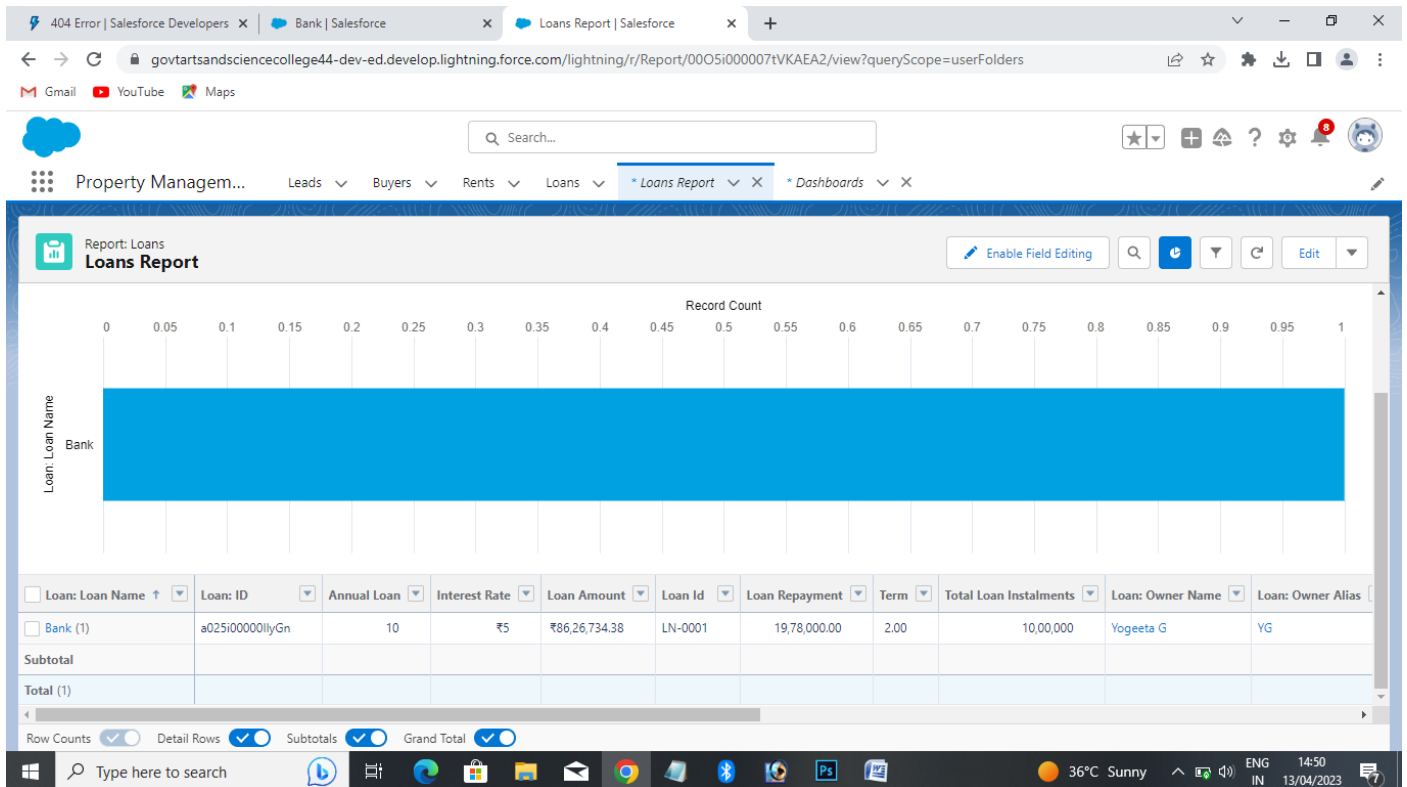 404 Error | Salesforce Developers
Bank | Salesforce
Loans Report | Salesforce
govtartsandsciencecollege44-dev-ed.develop.lightning.force.com/lightning/r/Report/00O5i000007tVKAEA2/view?queryScope=userFolders
Gmail YouTube Maps
Search...
8
Property Managem... Leads Buyers Rents Loans * Loans Report * Dashboards
Report: Loans
Loans Report
Enable Field Editing Edit
Record Count
0 0.05 0.1 0.15 0.2 0.25 0.3 0.35 0.4 0.45 0.5 0.55 0.6 0.65 0.7 0.75 0.8 0.85 0.9 0.95 1
Loan: Loan Name
Bank
Loan: Loan Name ↑ Loan: ID Annual Loan Interest Rate Loan Amount Loan Id Loan Repayment Term Total Loan Instalments Loan: Owner Name Loan: Owner Alias
Bank (1) a025i00000IlyGn 10 ₹5 ₹86,26,734.38 LN-0001 19,78,000.00 2.00 10,00,000 Yogeeta G YG
Subtotal
Total (1)
Row Counts Detail Rows Subtotals Grand Total
Type here to search Ps 36°C Sunny ENG 14:50
IN 13/04/2023 7